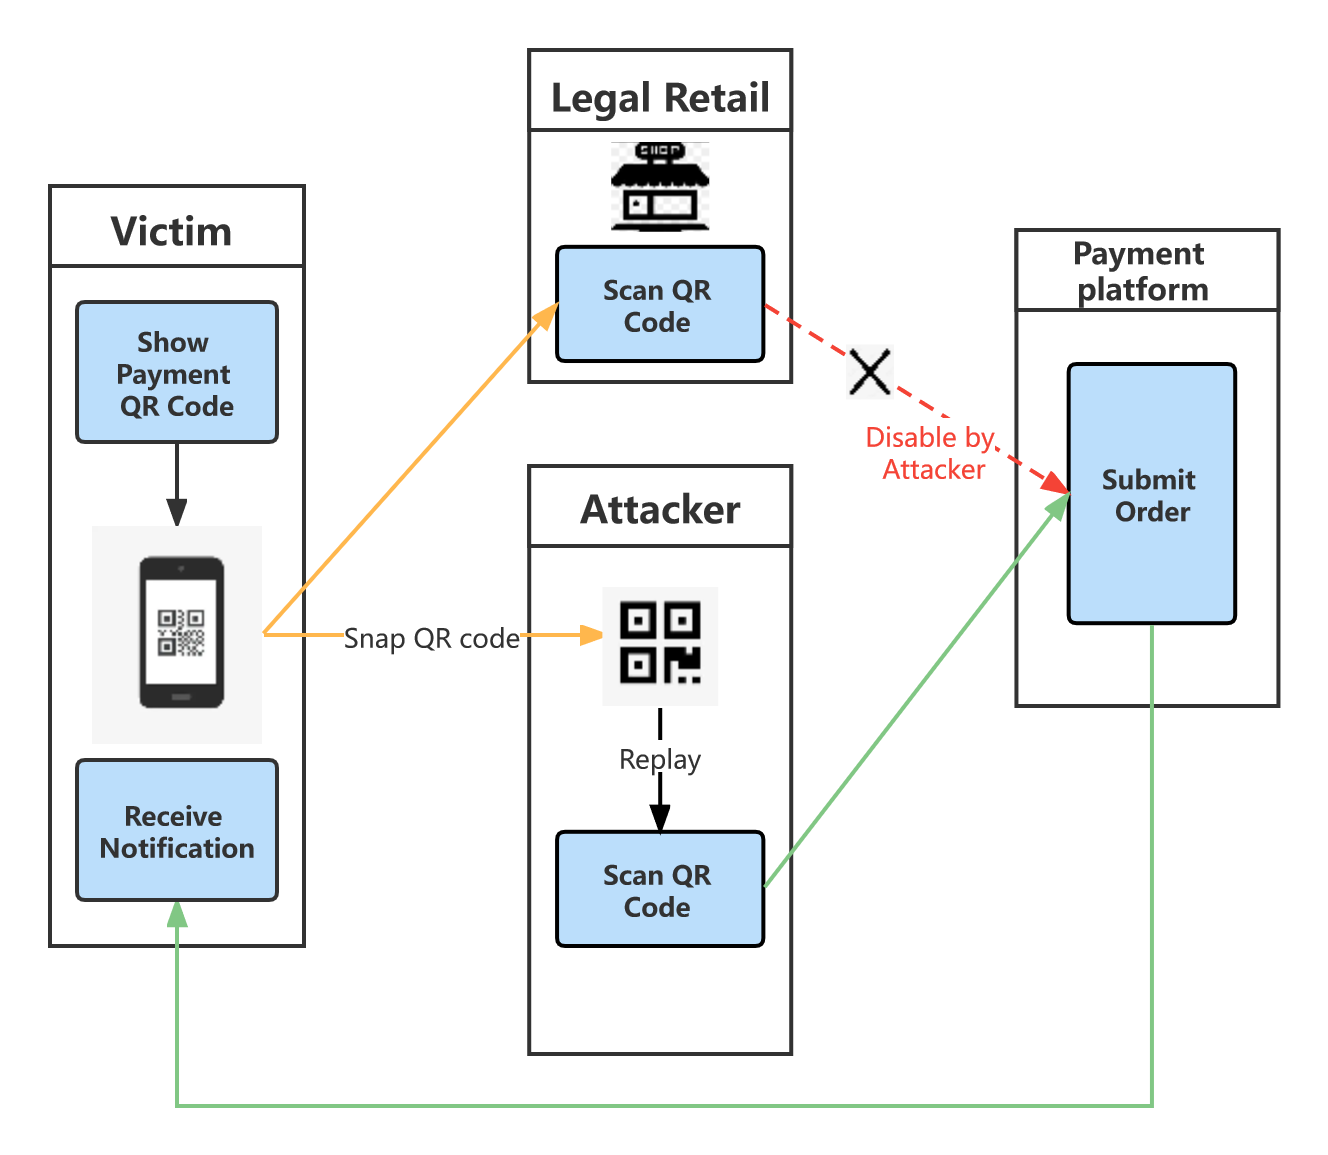 Legal Retail
SHOP
Scan QR
Code
Victim
Show
Payment
QR Code
Receive
Notification
Snap QR code
Attacker
Replay
Scan QR
Code
Disable by
Attacker
Payment
platform
Submit
Order